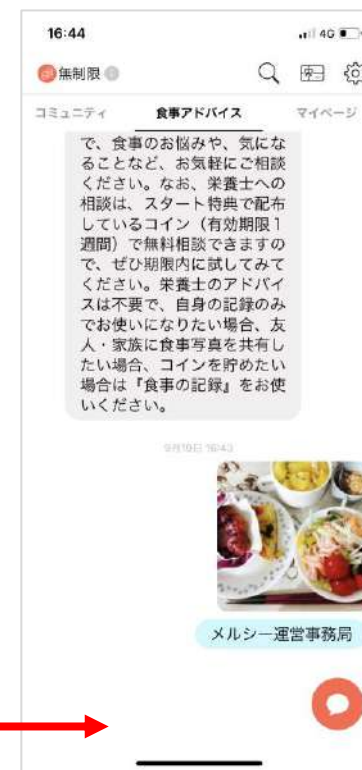 16:44
4G
無制限
コミュニティ 食事アドバイス マイページ
で、食事のお悩みや、気にな
ることなど、お気軽にご相談
ください。なお、栄養士への
相談は、スタート特典で配布
しているコイン（有効期限1
週間）で無料相談できますの
で、ぜひ期限内に試してみて
ください。栄養士のアドバイ
スは不要で、自身の記録のみ
でお使いになりたい場合、友
人・家族に食事写真を共有し
たい場合、コインを貯めたい
場合は『食事の記録』をお使
いください。
9月19日 16:43
メルシー運営事務局